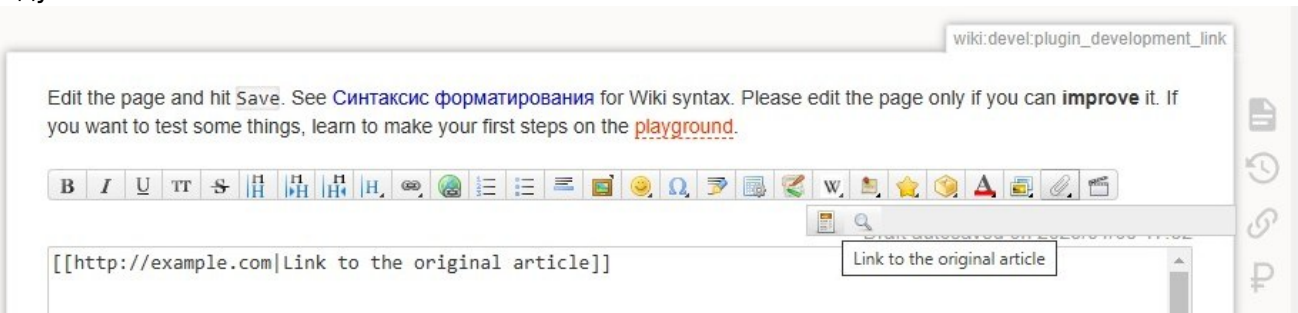 wiki:devel:plugin_development_link
Edit the page and hit Save. See Синтаксис форматирования for Wiki syntax. Please edit the page only if you can improve it. If
you want to test some things, learn to make your first steps on the playground.
B I U TT S H H H H, Ω W
Link to the original article
[[http://example.com|Link to the original article]]